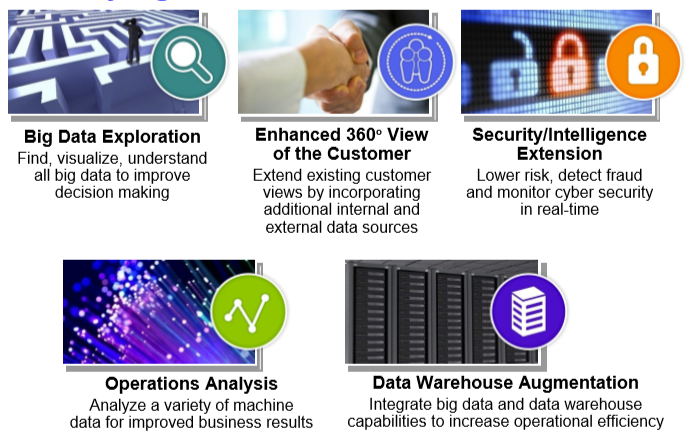 Big Data Exploration
Find, visualize, understand
all big data to improve
decision making
Enhanced 360° View
of the Customer
Extend existing customer
views by incorporating
additional internal and
external data sources
Security/Intelligence
Extension
Lower risk, detect fraud
and monitor cyber security
in real-time
Operations Analysis
Analyze a variety of machine
data for improved business results
Data Warehouse Augmentation
Integrate big data and data warehouse
capabilities to increase operational efficiency